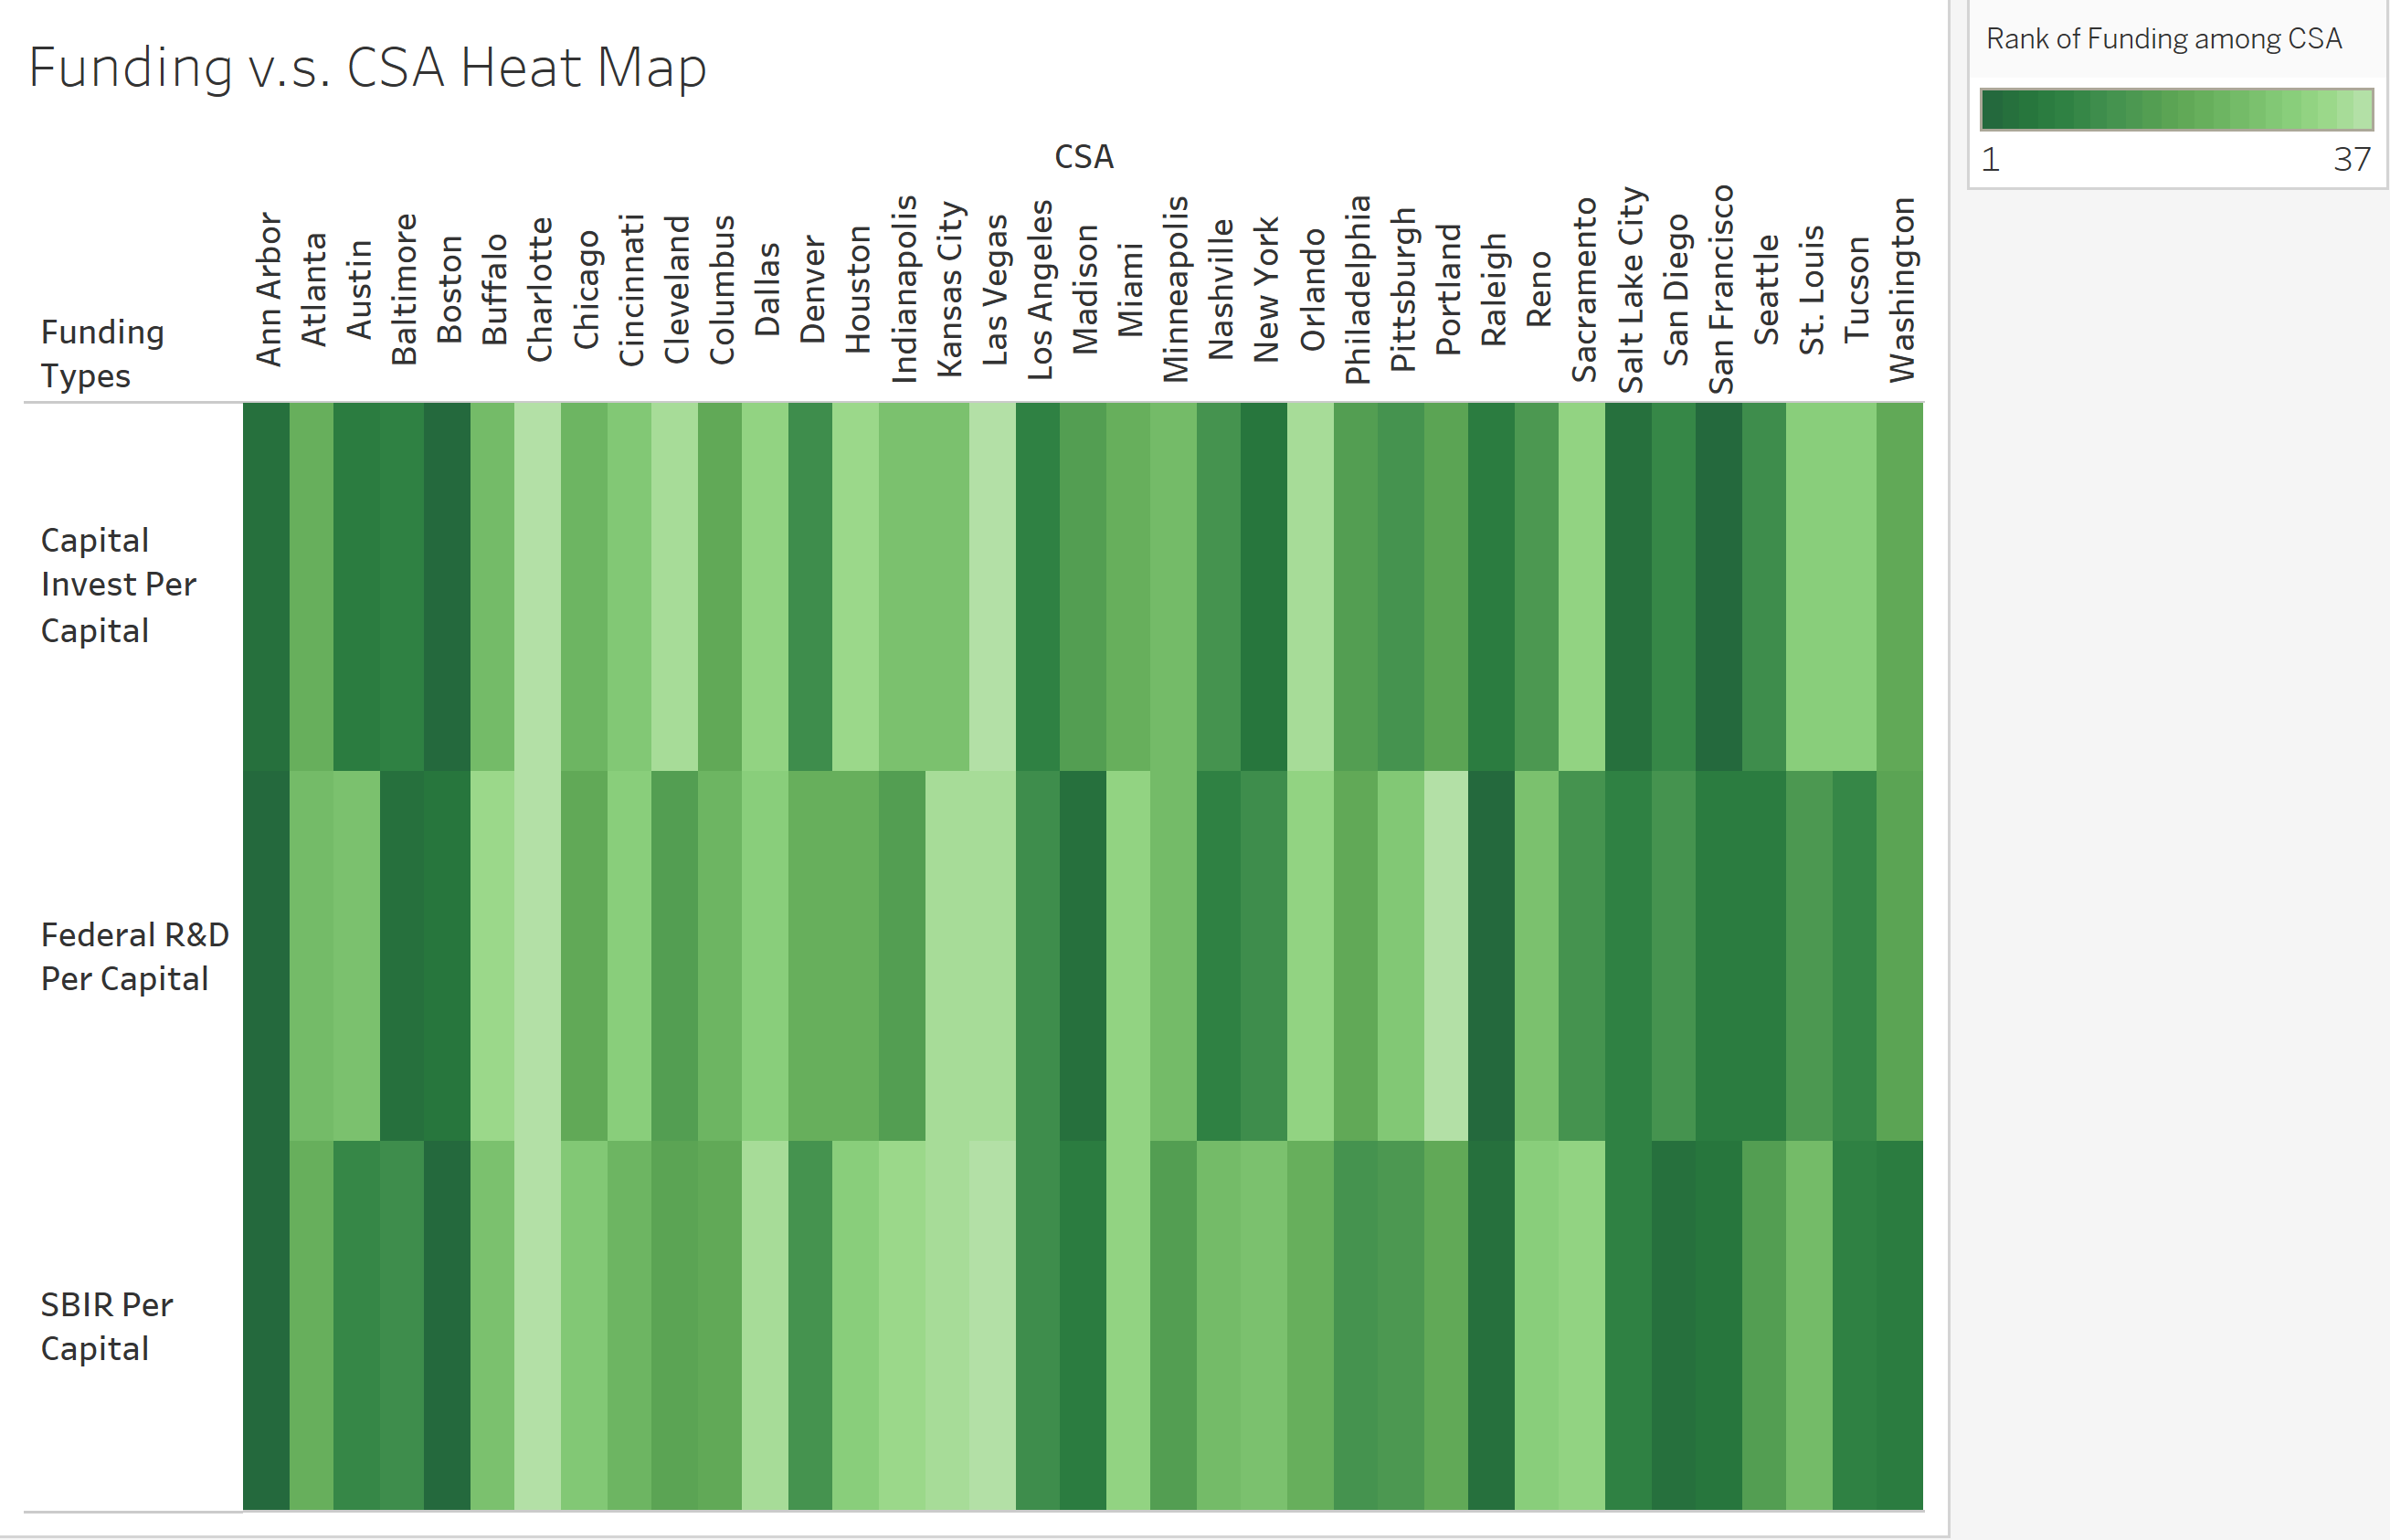 Funding v.s. CSA Heat Map
Rank of Funding among CSA
1
37
CSA
Funding
Types
Ann Arbor
Atlanta
Austin
Baltimore
Boston
Buffalo
Charlotte
Chicago
Cincinnati
Cleveland
Columbus
Dallas
Denver
Houston
Indianapolis
Kansas City
Las Vegas
Los Angeles
Madison
Miami
Minneapolis
Nashville
New York
Orlando
Philadelphia
Pittsburgh
Portland
Raleigh
Reno
Sacramento
Salt Lake City
San Diego
San Francisco
Seattle
St. Louis
Tucson
Washington
Capital
Invest Per
Capital
Federal R&D
Per Capital
SBIR Per
Capital